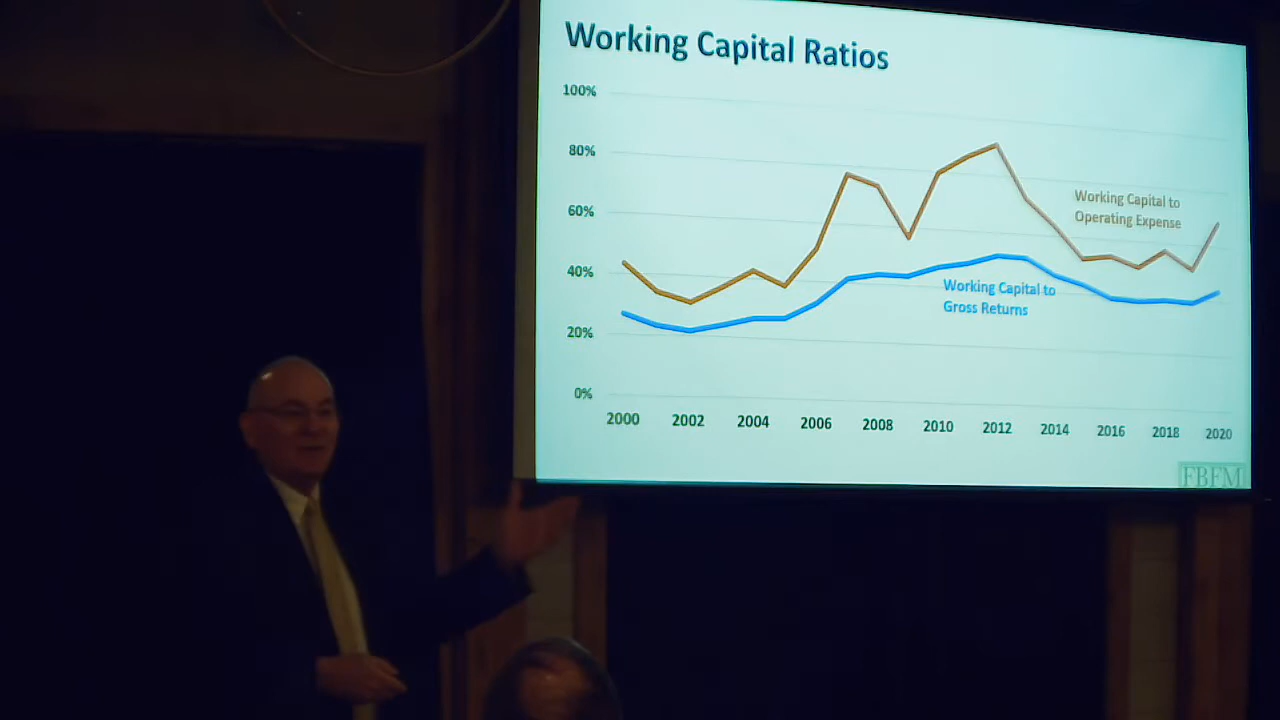 Working Capital Ratios
100%
80%
60%
40%
20%
0%
Working Capital to
Operating Expense
Working Capital to
Gross Returns
2000 2002 2004 2006 2008 2010 2012 2014 2016 2018 2020
FBFM